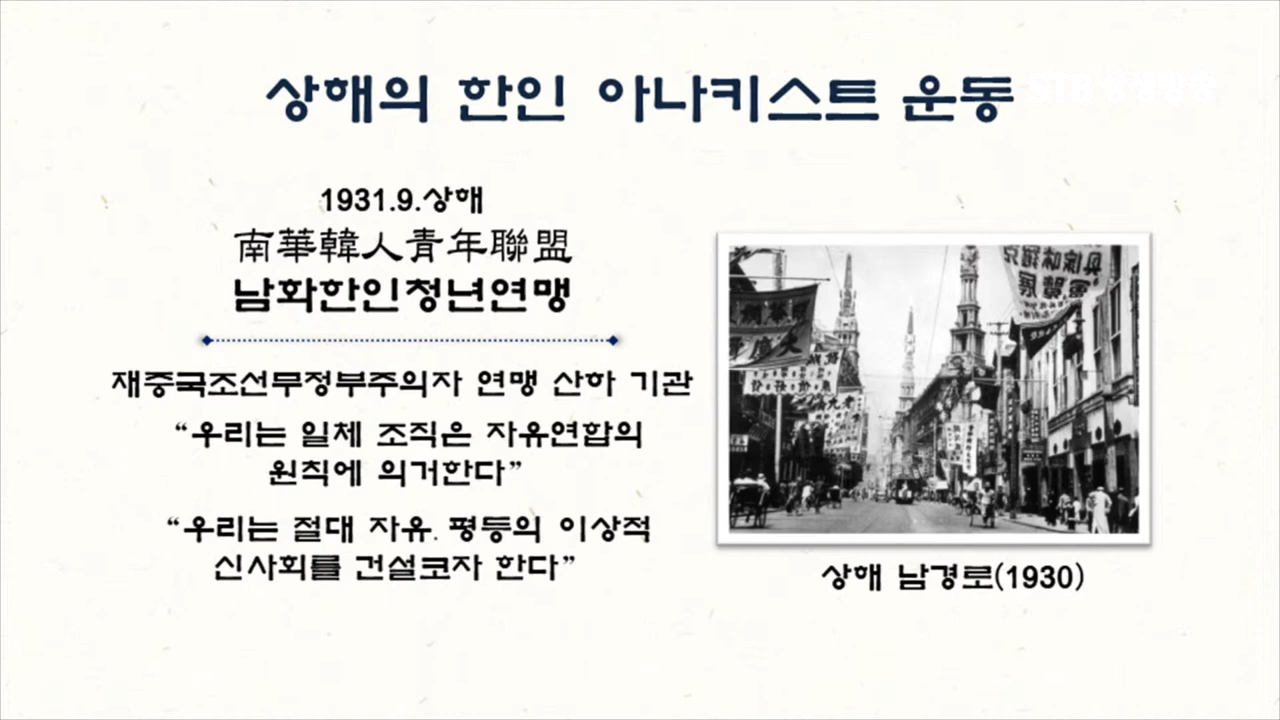 상해의 한인 아나키스트 운동
1931.9.상해
南華韓人青年聯盟
남화한인청년연맹
재중국조선무정부주의자 연맹 산하 기관
“우리는 일체 조직은 자유연합의
원칙에 의거한다”
“우리는 절대 자유. 평등의 이상적
신사회를 건설코자 한다”
상해 남경로(1930)